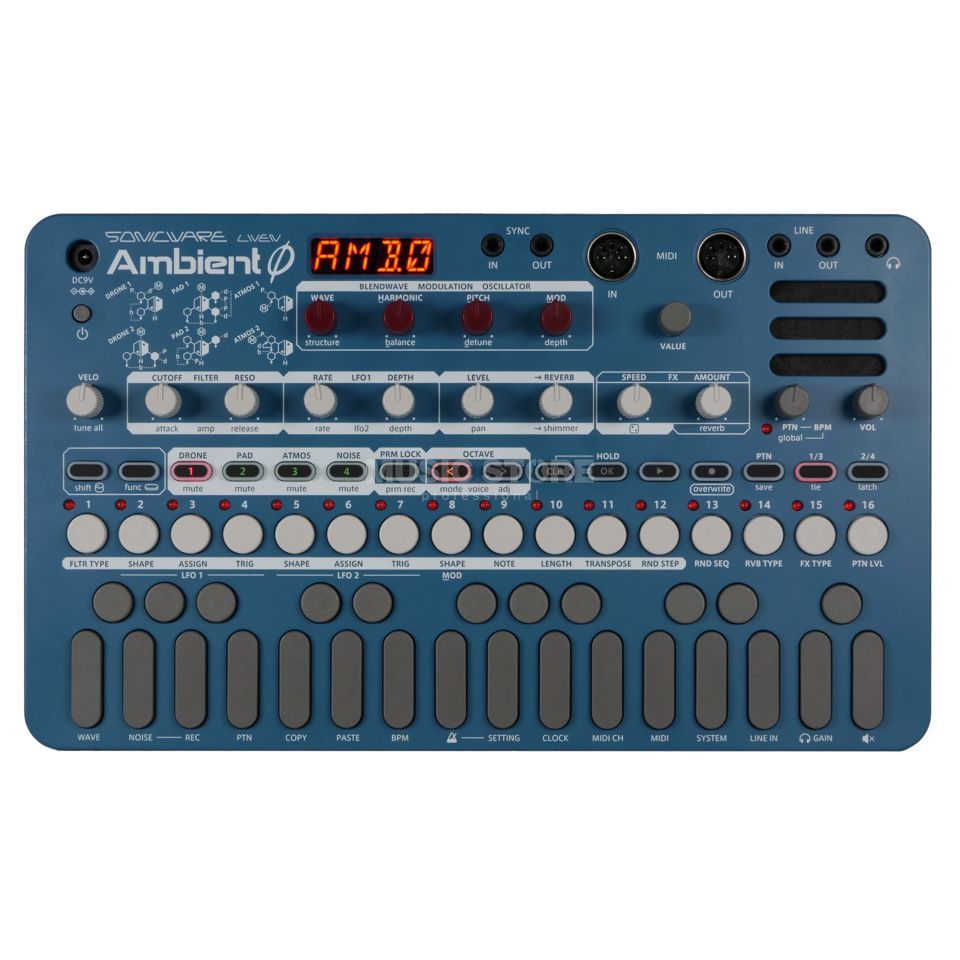 SONICWARE LIVEN
Ambient Ø
AM 3.0
SYNC
IN OUT
MIDI
IN OUT
LINE
IN OUT
DC9V
DRONE 1 PAD 1 ATMOS 1
DRONE 2 PAD 2 ATMOS 2
BLENDWAVE MODULATION OSCILLATOR
WAVE HARMONIC PITCH MOD
structure balance detune depth
VALUE
VELO CUTOFF FILTER RESO RATE LFO1 DEPTH LEVEL → REVERB SPEED FX AMOUNT
tune all attack amp release rate lfo2 depth pan → shimmer reverb
PTN BPM
global
VOL
DRONE PAD ATMOS NOISE PRM LOCK OCTAVE HOLD PTN 1/3 2/4
1 2 3 4 < > CLR OK
shift func mute mute mute mute prm rec mode voice adj overwrite save tie latch
MUSIC STORE
professional
1 2 3 4 5 6 7 8 9 10 11 12 13 14 15 16
FLTR TYPE SHAPE ASSIGN TRIG SHAPE ASSIGN TRIG SHAPE NOTE LENGTH TRANSPOSE RND STEP RND SEQ RVB TYPE FX TYPE PTN LVL
LFO 1 LFO 2 MOD
WAVE NOISE REC PTN COPY PASTE BPM SETTING CLOCK MIDI CH MIDI SYSTEM LINE IN GAIN